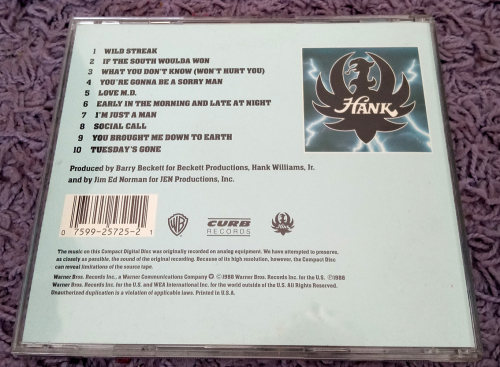 1 WILD STREAK
2 IF THE SOUTH WOULDA WON
3 WHAT YOU DON'T KNOW (WON'T HURT YOU)
4 YOU'RE GONNA BE A SORRY MAN
5 LOVE M.D.
6 EARLY IN THE MORNING AND LATE AT NIGHT
7 I'M JUST A MAN
8 SOCIAL CALL
9 YOU BROUGHT ME DOWN TO EARTH
10 TUESDAY'S GONE
HANK
Produced by Barry Beckett for Beckett Productions, Hank Williams, Jr.
and by Jim Ed Norman for JEN Productions, Inc.
0 7599-25725-2 1
WB
CURB
RECORDS
HANK
The music on this Compact Digital Disc was originally recorded on analog equipment. We have attempted to preserve,
as closely as possible, the sound of the original recording. Because of its high resolution, however, the Compact Disc
can reveal limitations of the source tape.
Warner Bros. Records Inc., a Warner Communications Company ©1988 Warner Bros. Records Inc. for the U.S. ℗1988
Warner Bros. Records Inc. for the U.S. and WEA International Inc. for the world outside of the U.S. All Rights Reserved.
Unauthorized duplication is a violation of applicable laws. Printed in U.S.A.